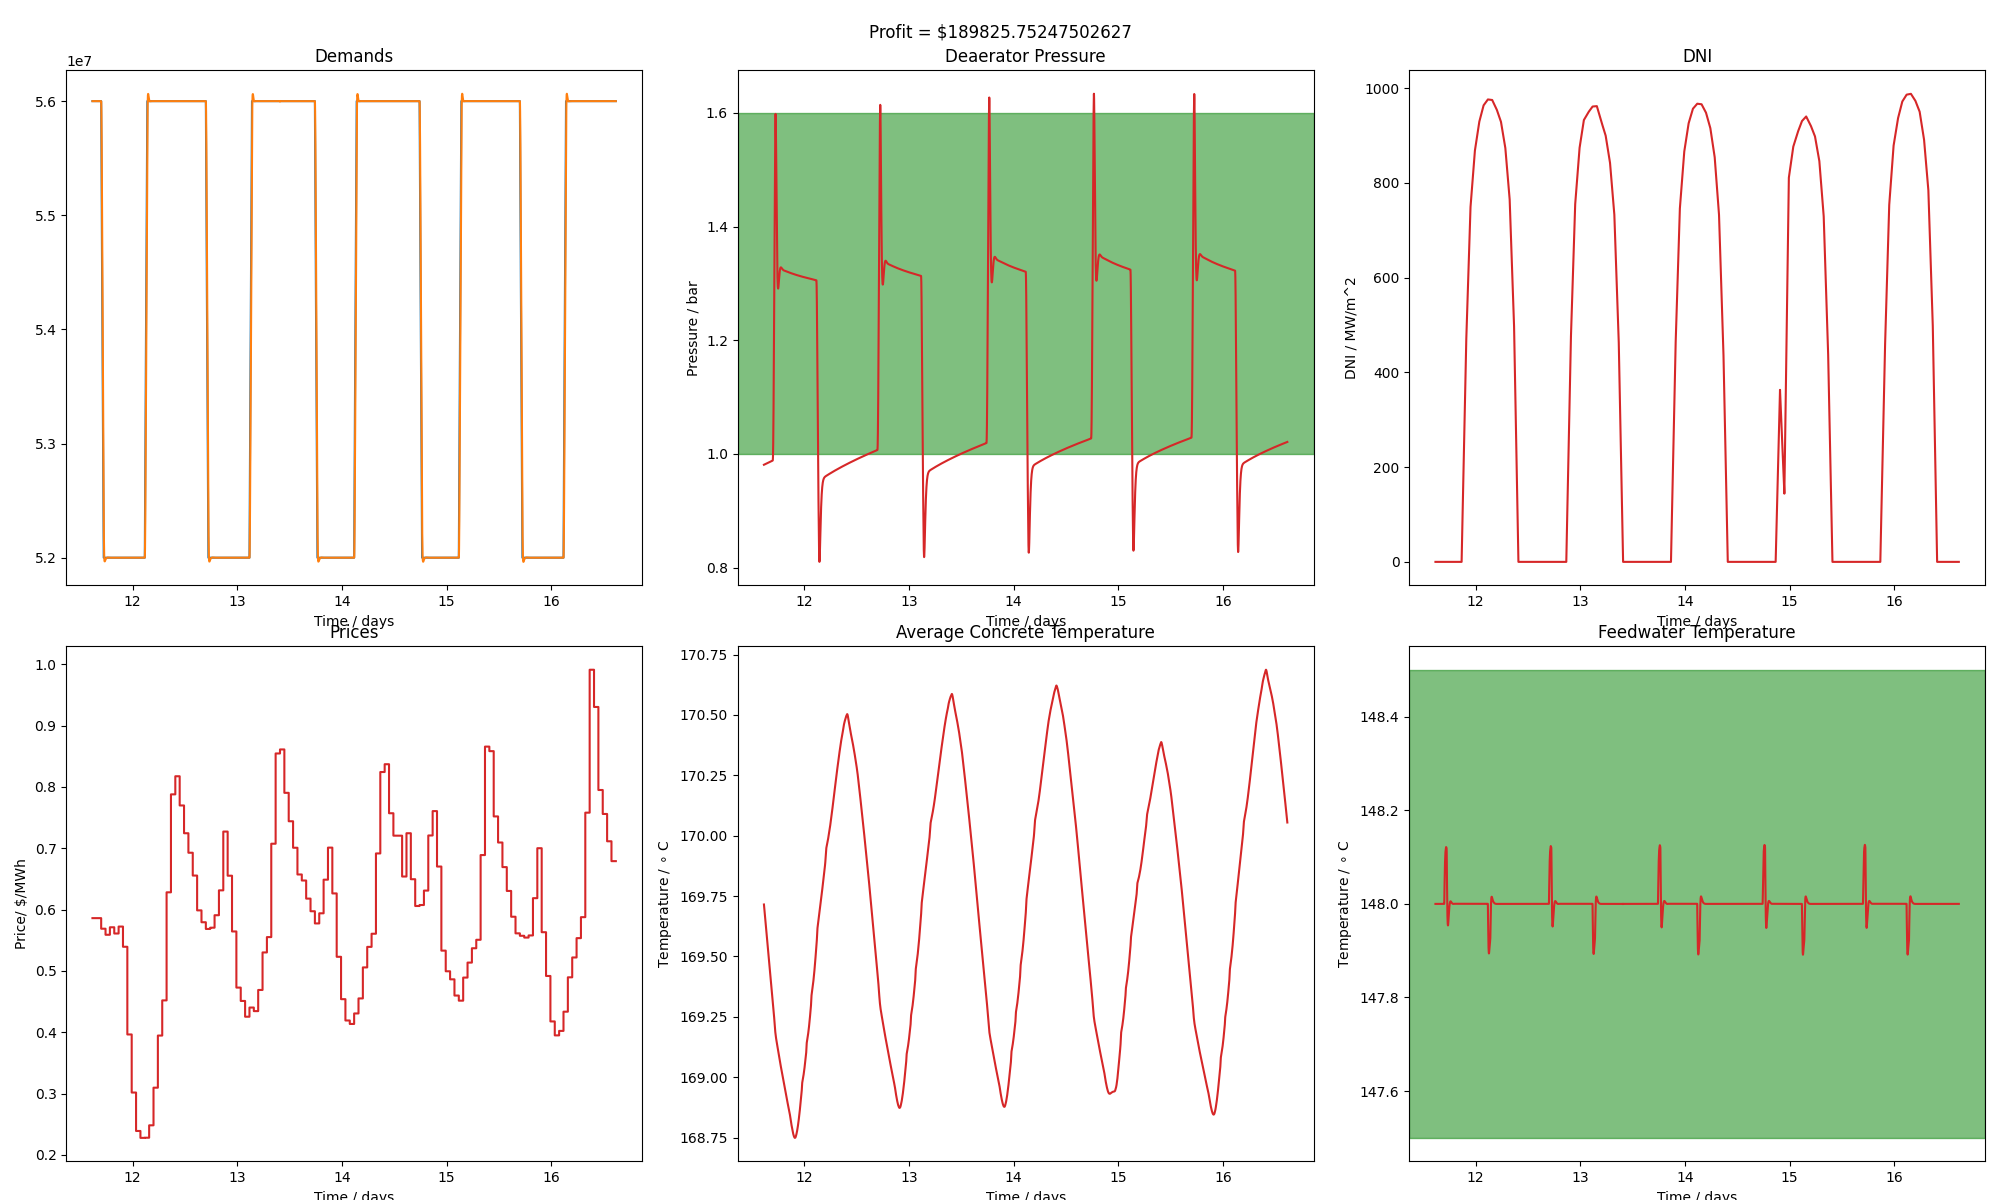 Profit = $189825.75247502627
Demands
1e7
5.6
5.5
5.4
5.3
5.2
12 13 14 15 16
Time / days
Deaerator Pressure
Pressure / bar
1.6
1.4
1.2
1.0
0.8
12 13 14 15 16
Time / days
DNI
DNI / MW/m^2
1000
800
600
400
200
0
12 13 14 15 16
Time / days
Prices
Price/ $/MWh
1.0
0.9
0.8
0.7
0.6
0.5
0.4
0.3
0.2
12 13 14 15 16
Time / days
Average Concrete Temperature
Temperature / ∘ C
170.75
170.50
170.25
170.00
169.75
169.50
169.25
169.00
168.75
12 13 14 15 16
Time / days
Feedwater Temperature
Temperature / ∘ C
148.4
148.2
148.0
147.8
147.6
12 13 14 15 16
Time / days